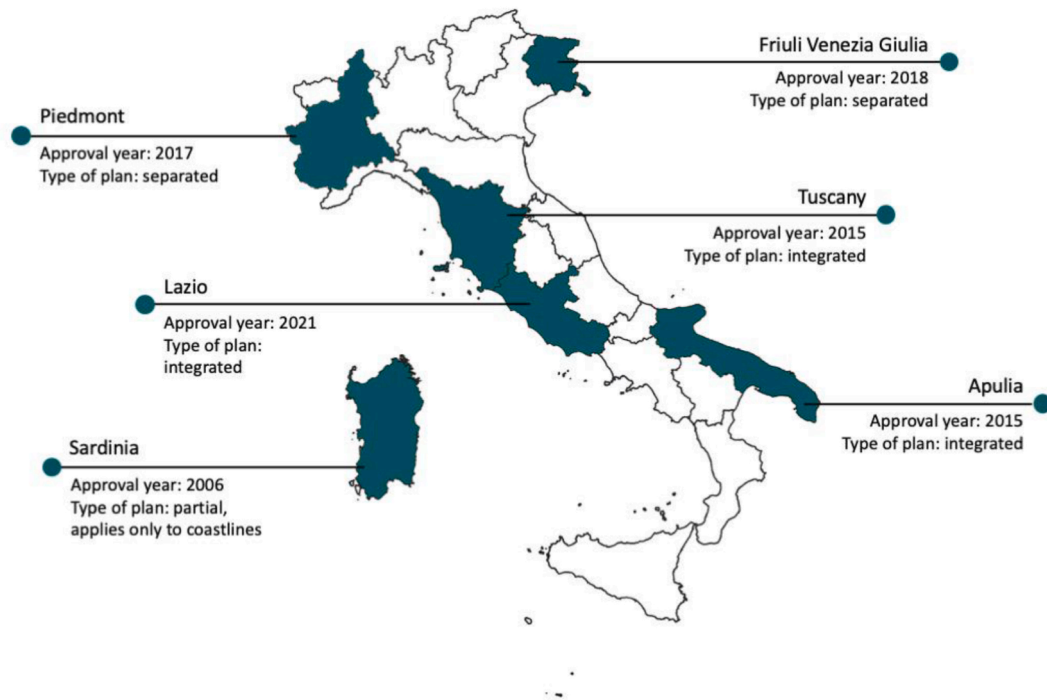 Friuli Venezia Giulia
Approval year: 2018
Type of plan: separated
Piedmont
Approval year: 2017
Type of plan: separated
Tuscany
Approval year: 2015
Type of plan: integrated
Lazio
Approval year: 2021
Type of plan:
integrated
Apulia
Approval year: 2015
Type of plan: integrated
Sardinia
Approval year: 2006
Type of plan: partial,
applies only to coastlines